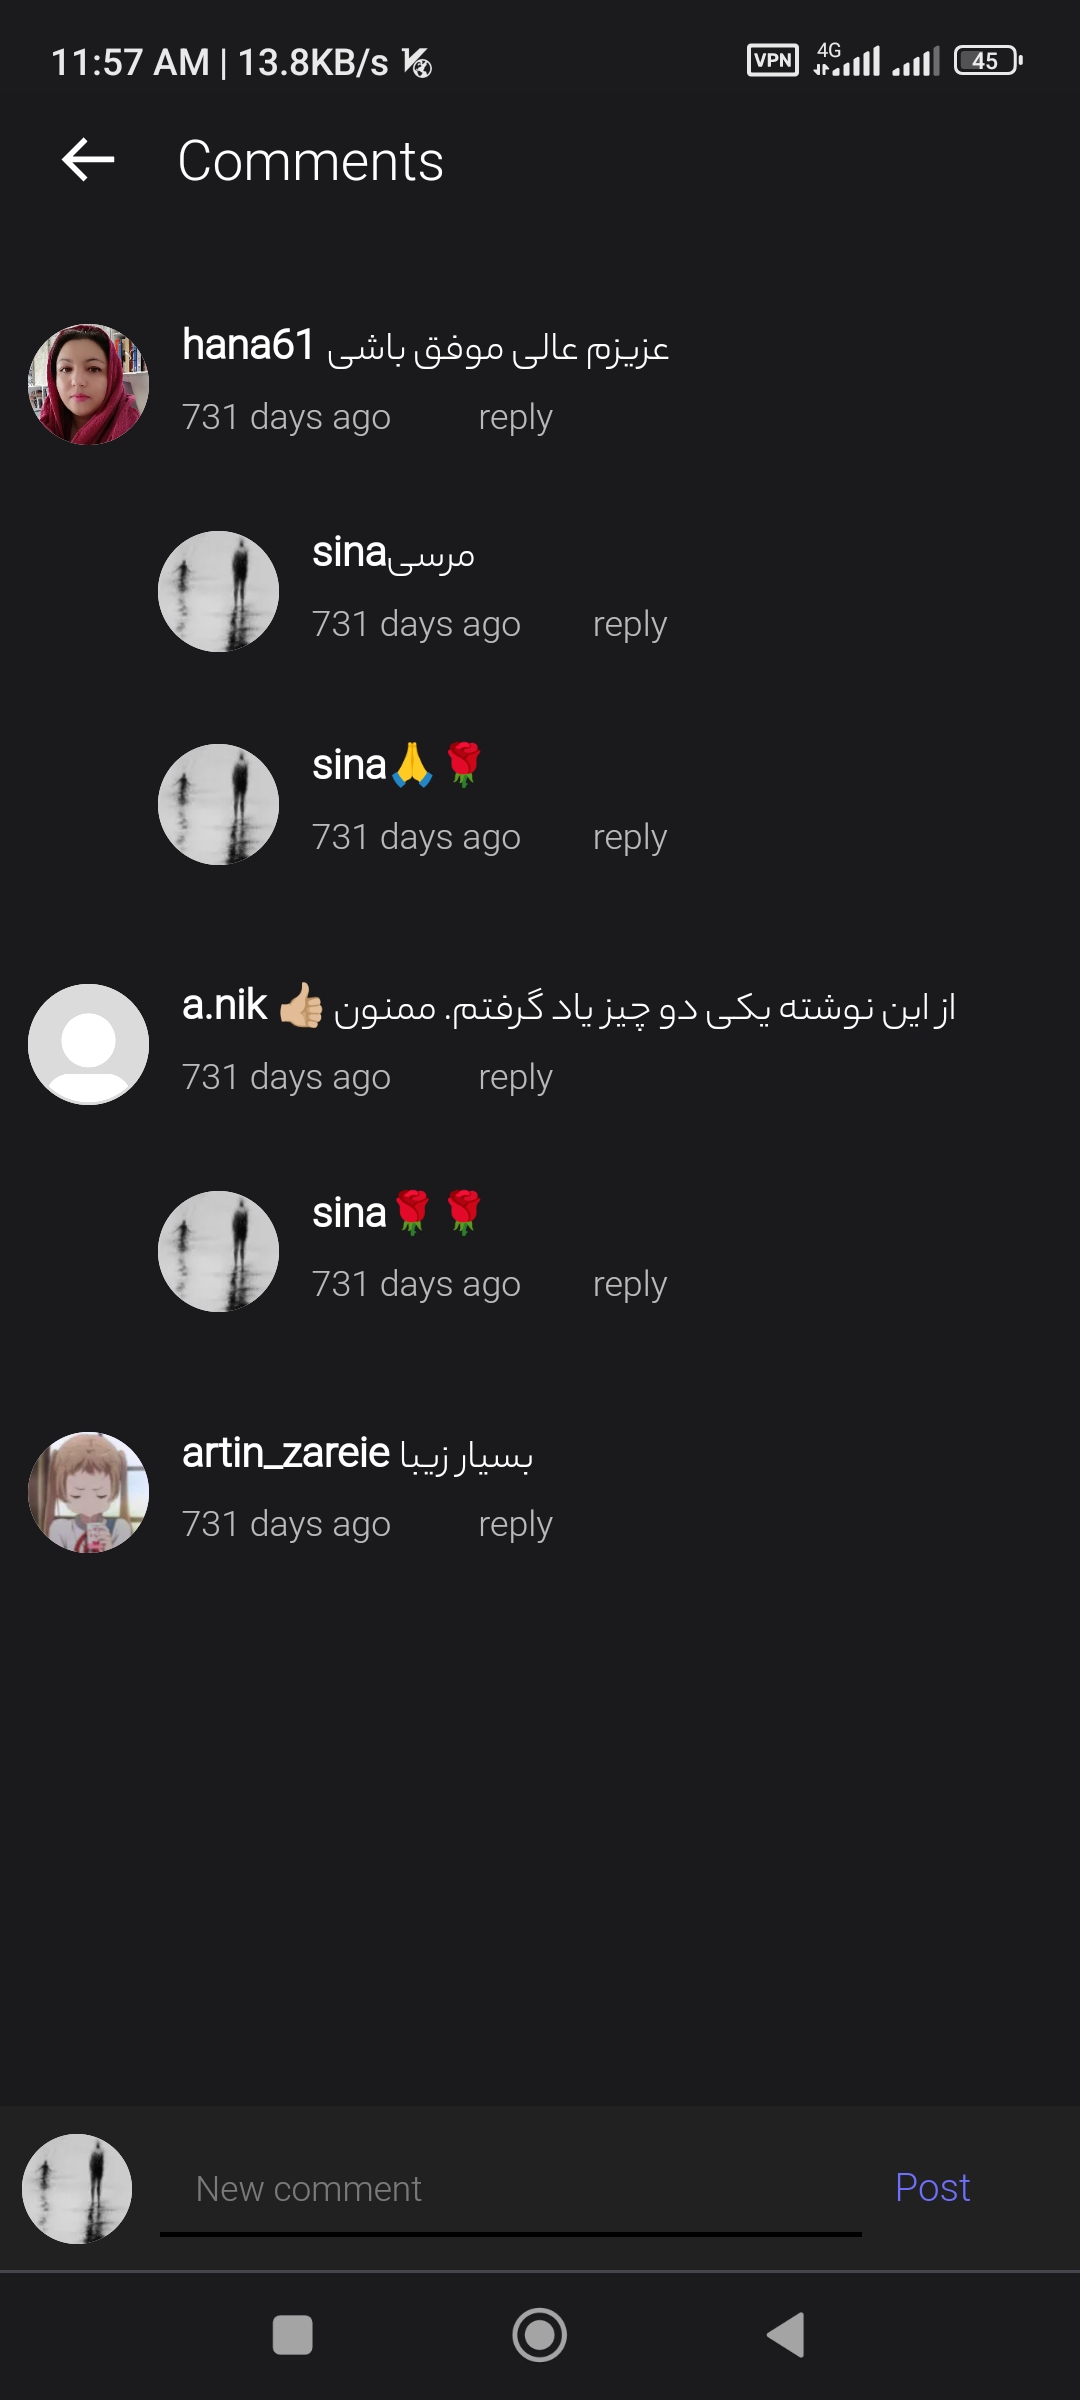 11:57 AM | 13.8KB/s
VPN 4G 45
Comments
hana61 عزیزم عالی موفق باشی
731 days ago reply
sina مرسی
731 days ago reply
sina🙏🌹
731 days ago reply
a.nik از این نوشته یکی دو چیز یاد گرفتم. ممنون 👍🏼
731 days ago reply
sina🌹🌹
731 days ago reply
artin_zareie بسیار زیبا
731 days ago reply
New comment Post